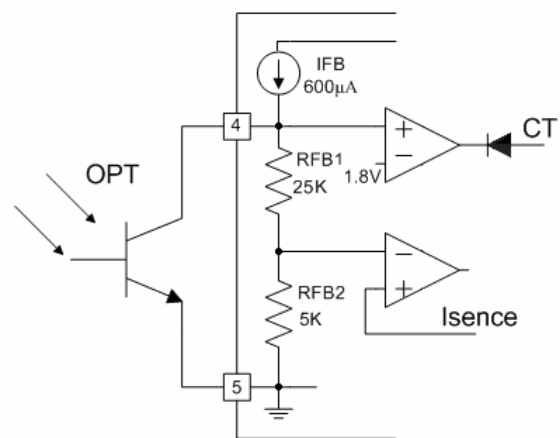 IFB
600µA
4
CT
OPT
RFB1
25K
+
−
1.8V
RFB2
5K
−
+
Isence
5